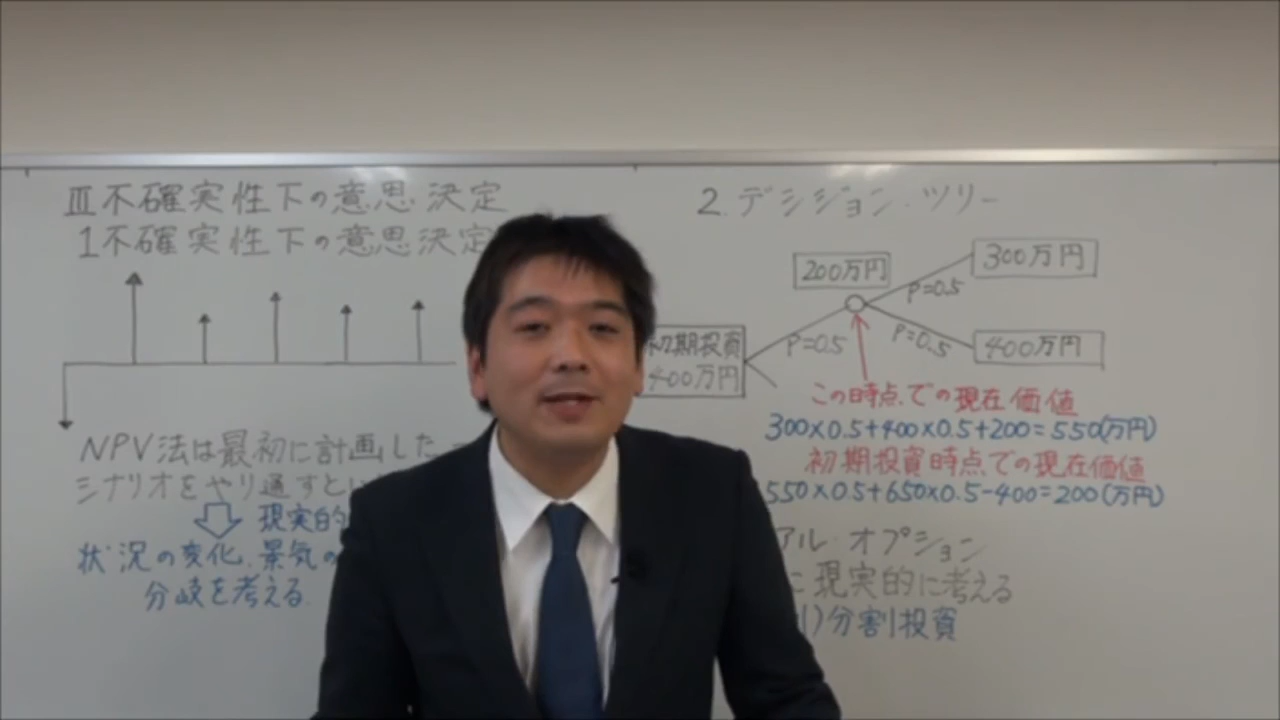 Ⅲ不確実性下の意思決定
1不確実性下の意思決定
NPV法は最初に計画した一
シナリオをやり通すと
現実的
状況の変化、景気の
分岐を考える
2.デシジョン・ツリー
初期投資
400万円
P=0.5
200万円
P=0.5
300万円
P=0.5
400万円
この時点での現在価値
300×0.5+400×0.5+200=550(万円)
初期投資時点での現在価値
550×0.5+650×0.5-400=200(万円)
アル・オプション
に現実的に考える
)分割投資